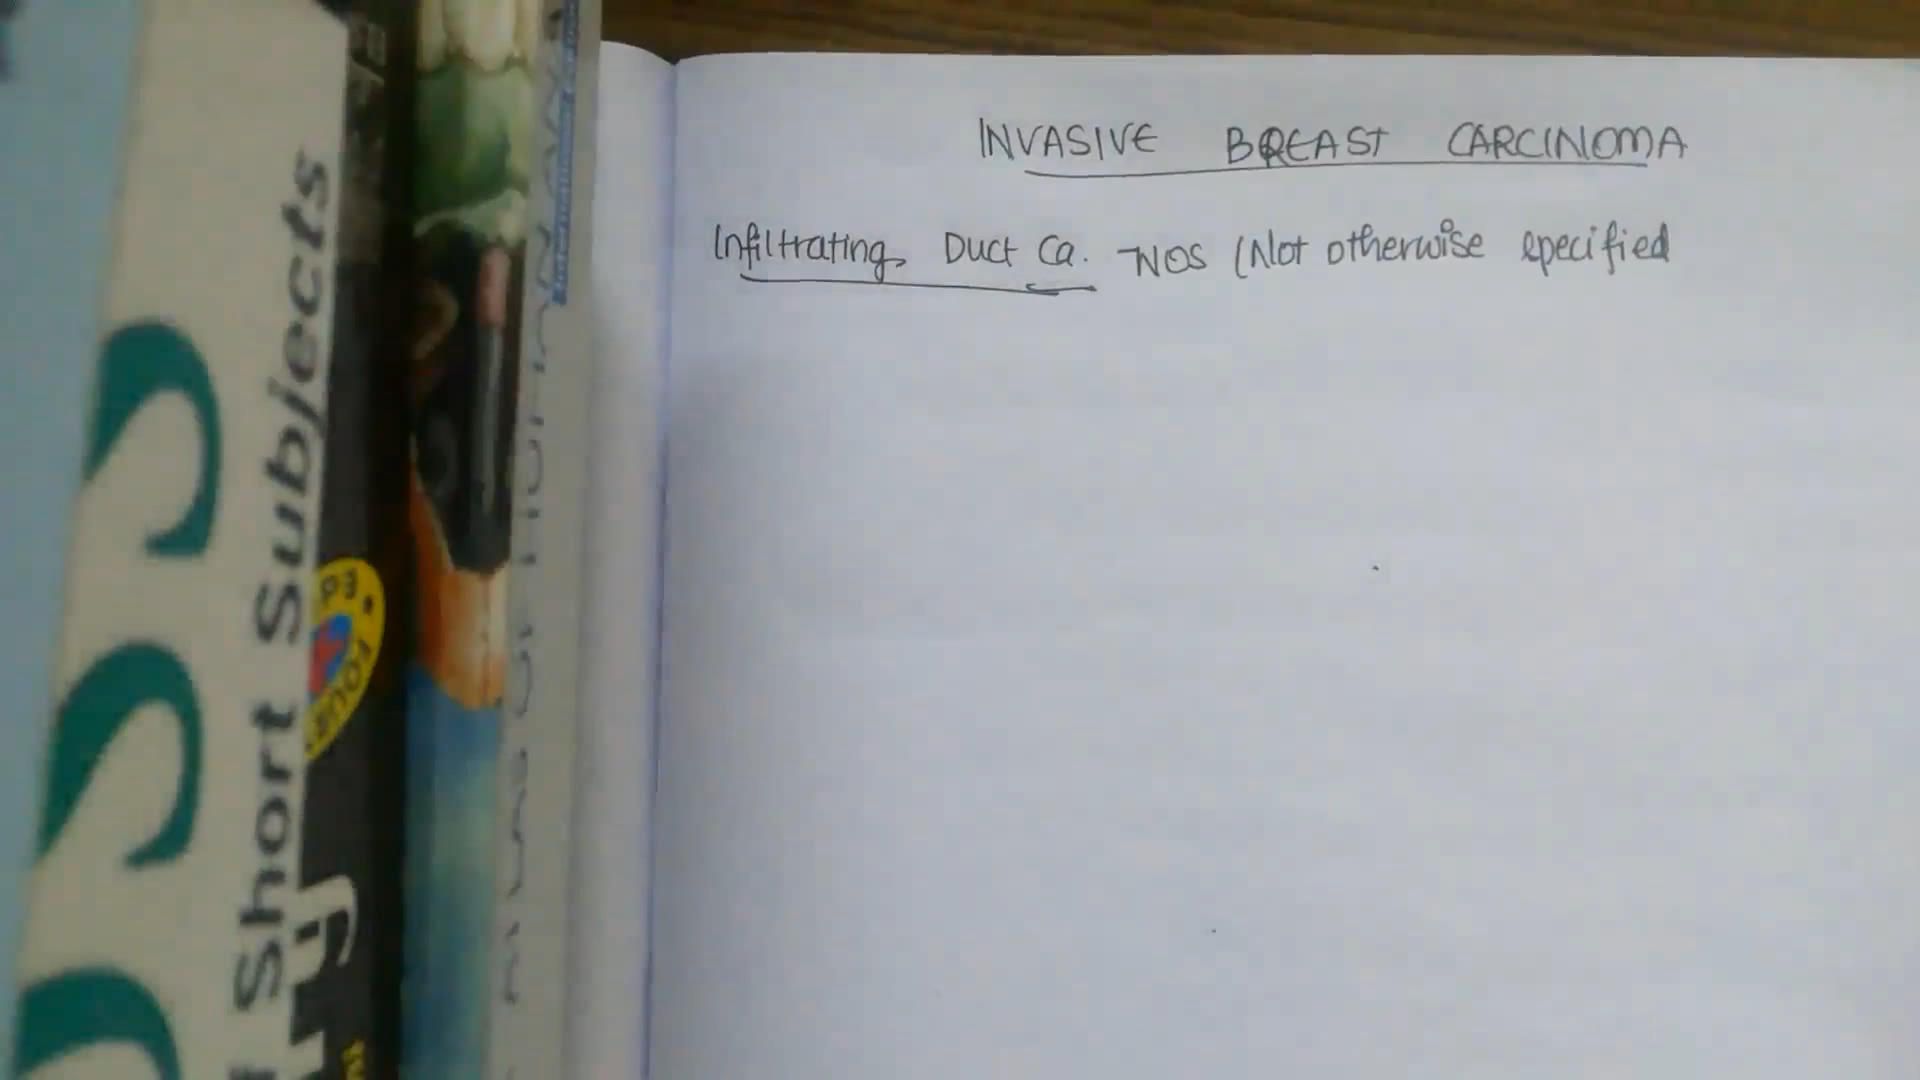 INVASIVE BREAST CARCINOMA
Infiltrating Duct Ca. -NOS (Not otherwise specified
Short Subjects